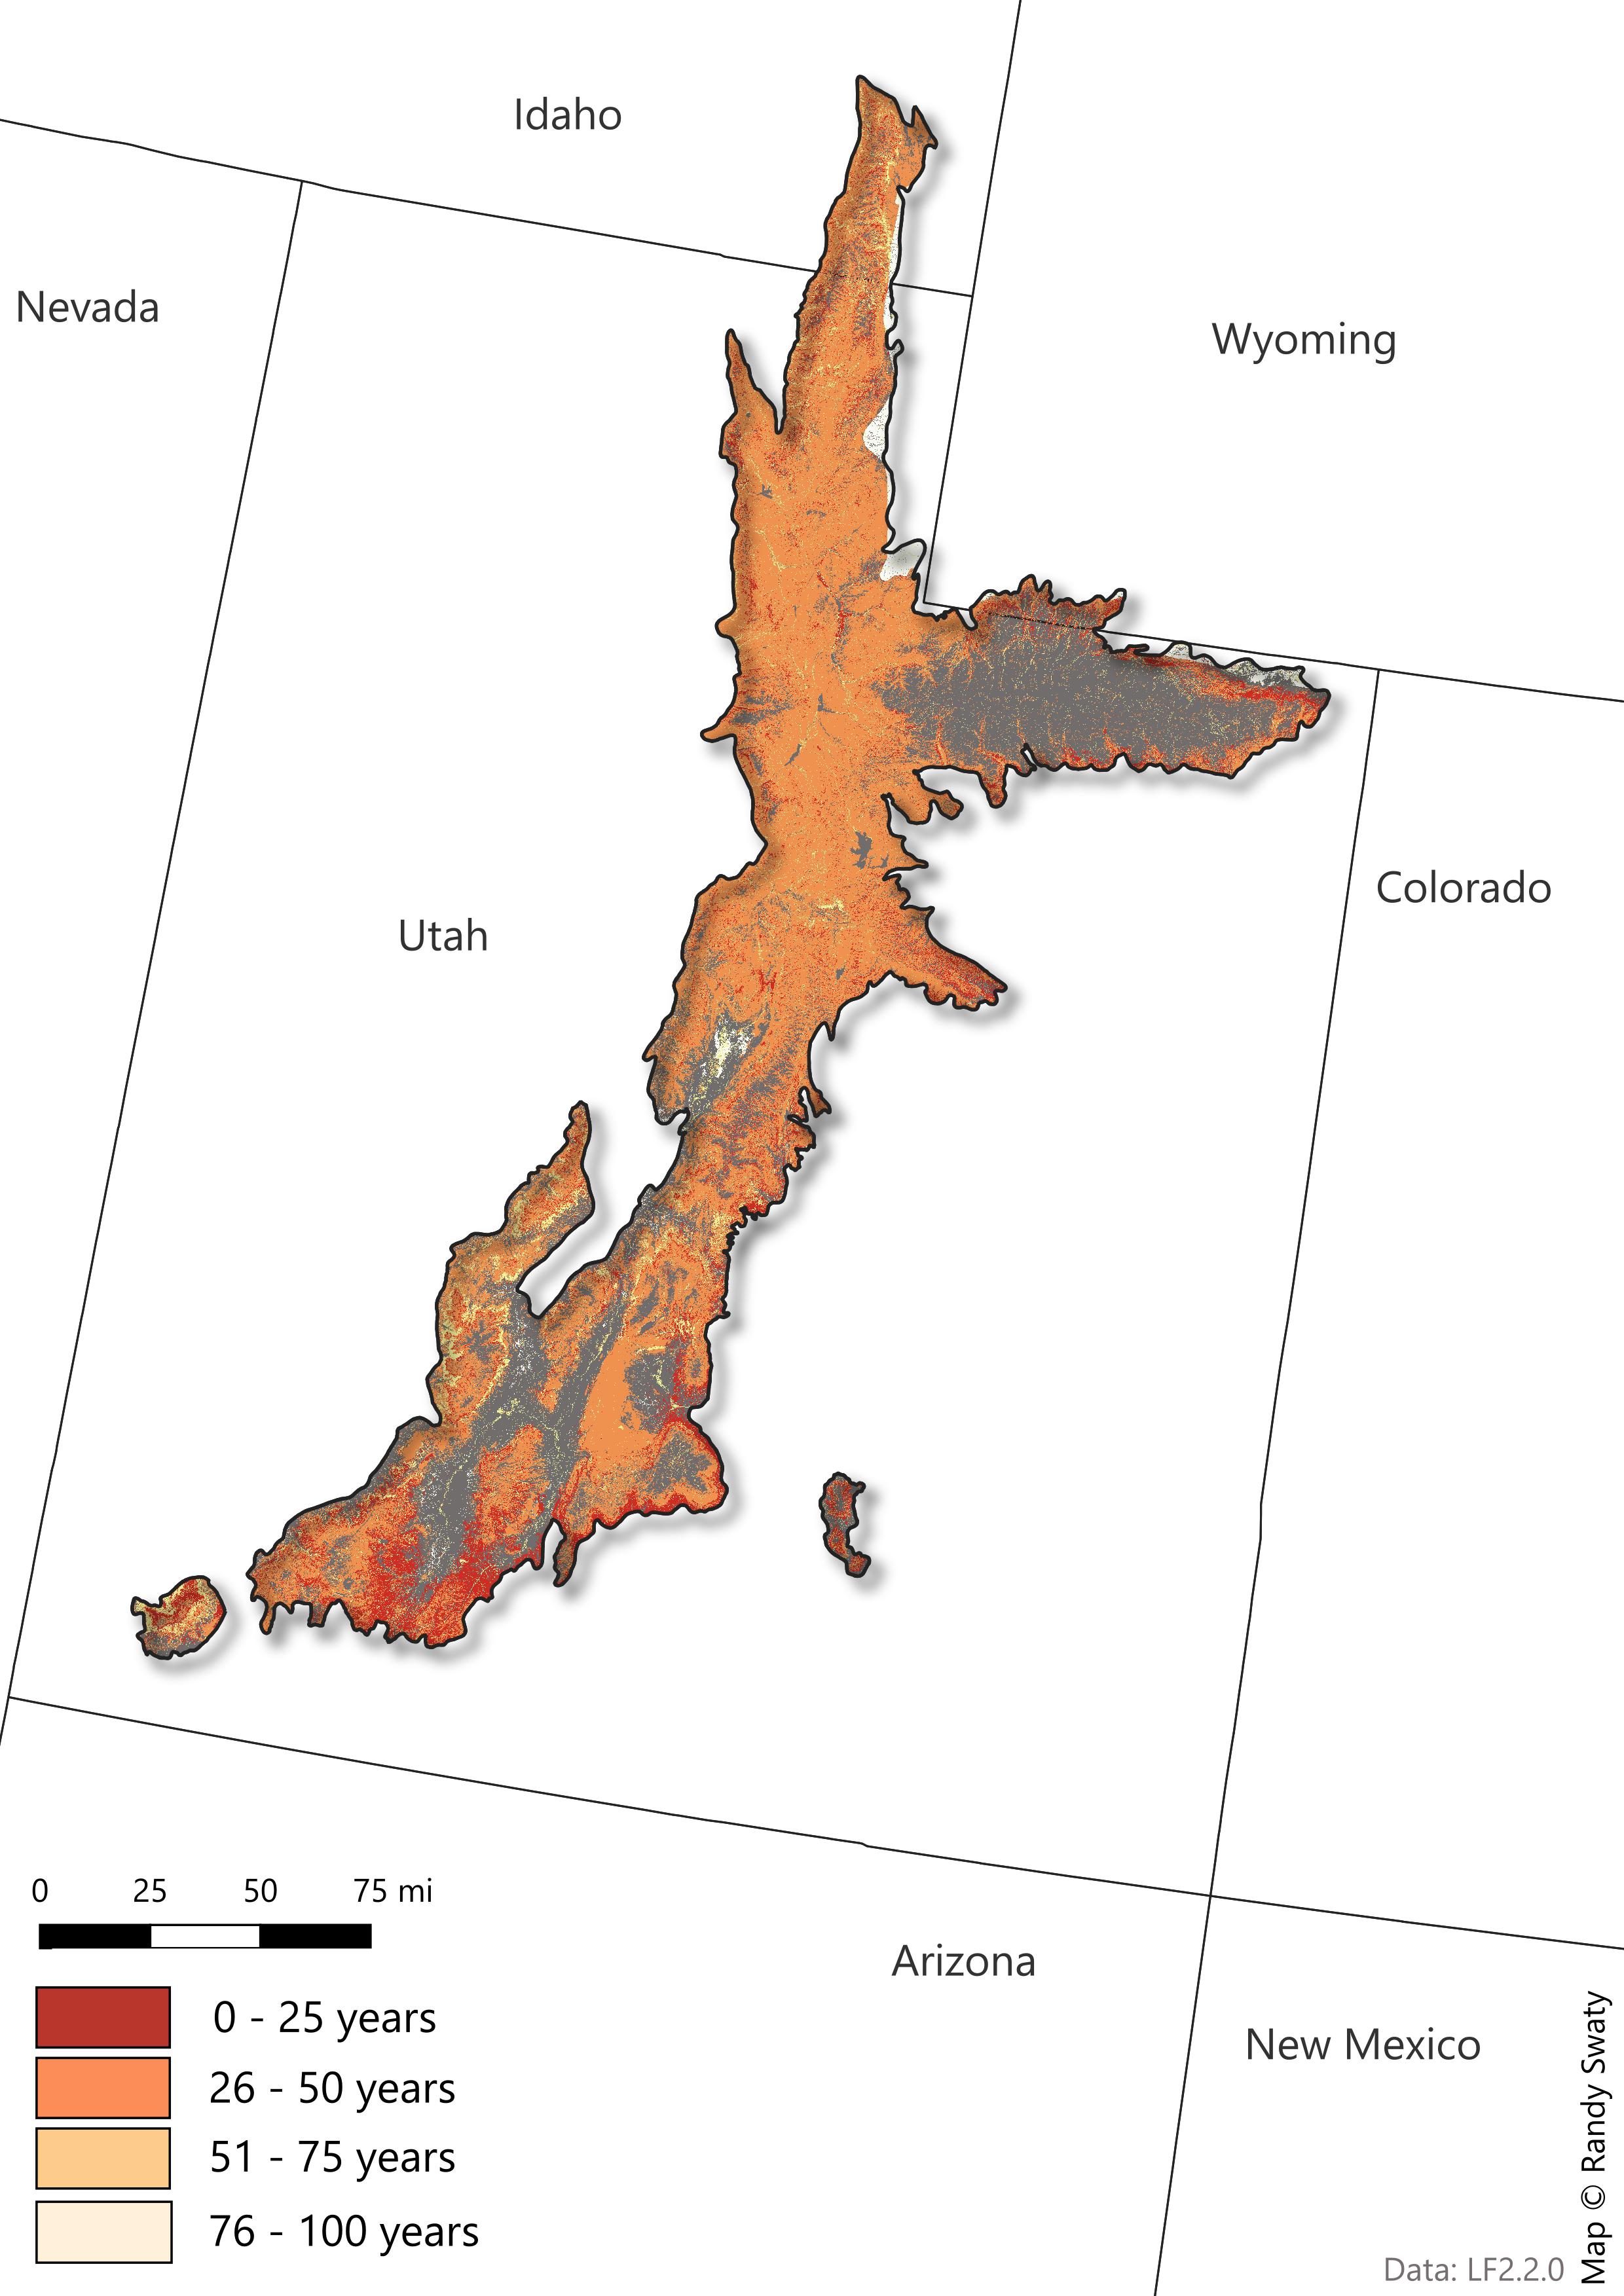 Idaho
Nevada
Wyoming
Colorado
Utah
0 25 50 75 mi
Arizona
0 - 25 years
26 - 50 years
51 - 75 years
76 - 100 years
New Mexico
Map © Randy Swaty
Data: LF2.2.0